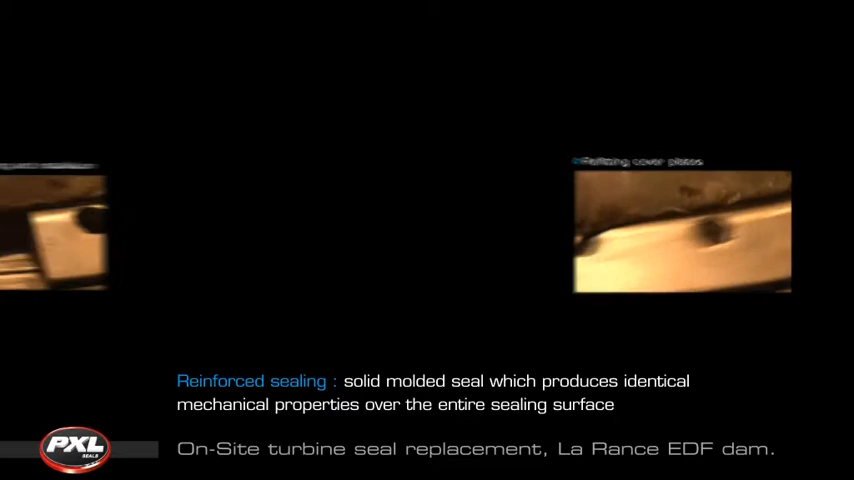 Refitting cover plates
Reinforced sealing : solid molded seal which produces identical
mechanical properties over the entire sealing surface
PXL
SEALS
On-Site turbine seal replacement, La Rance EDF dam.